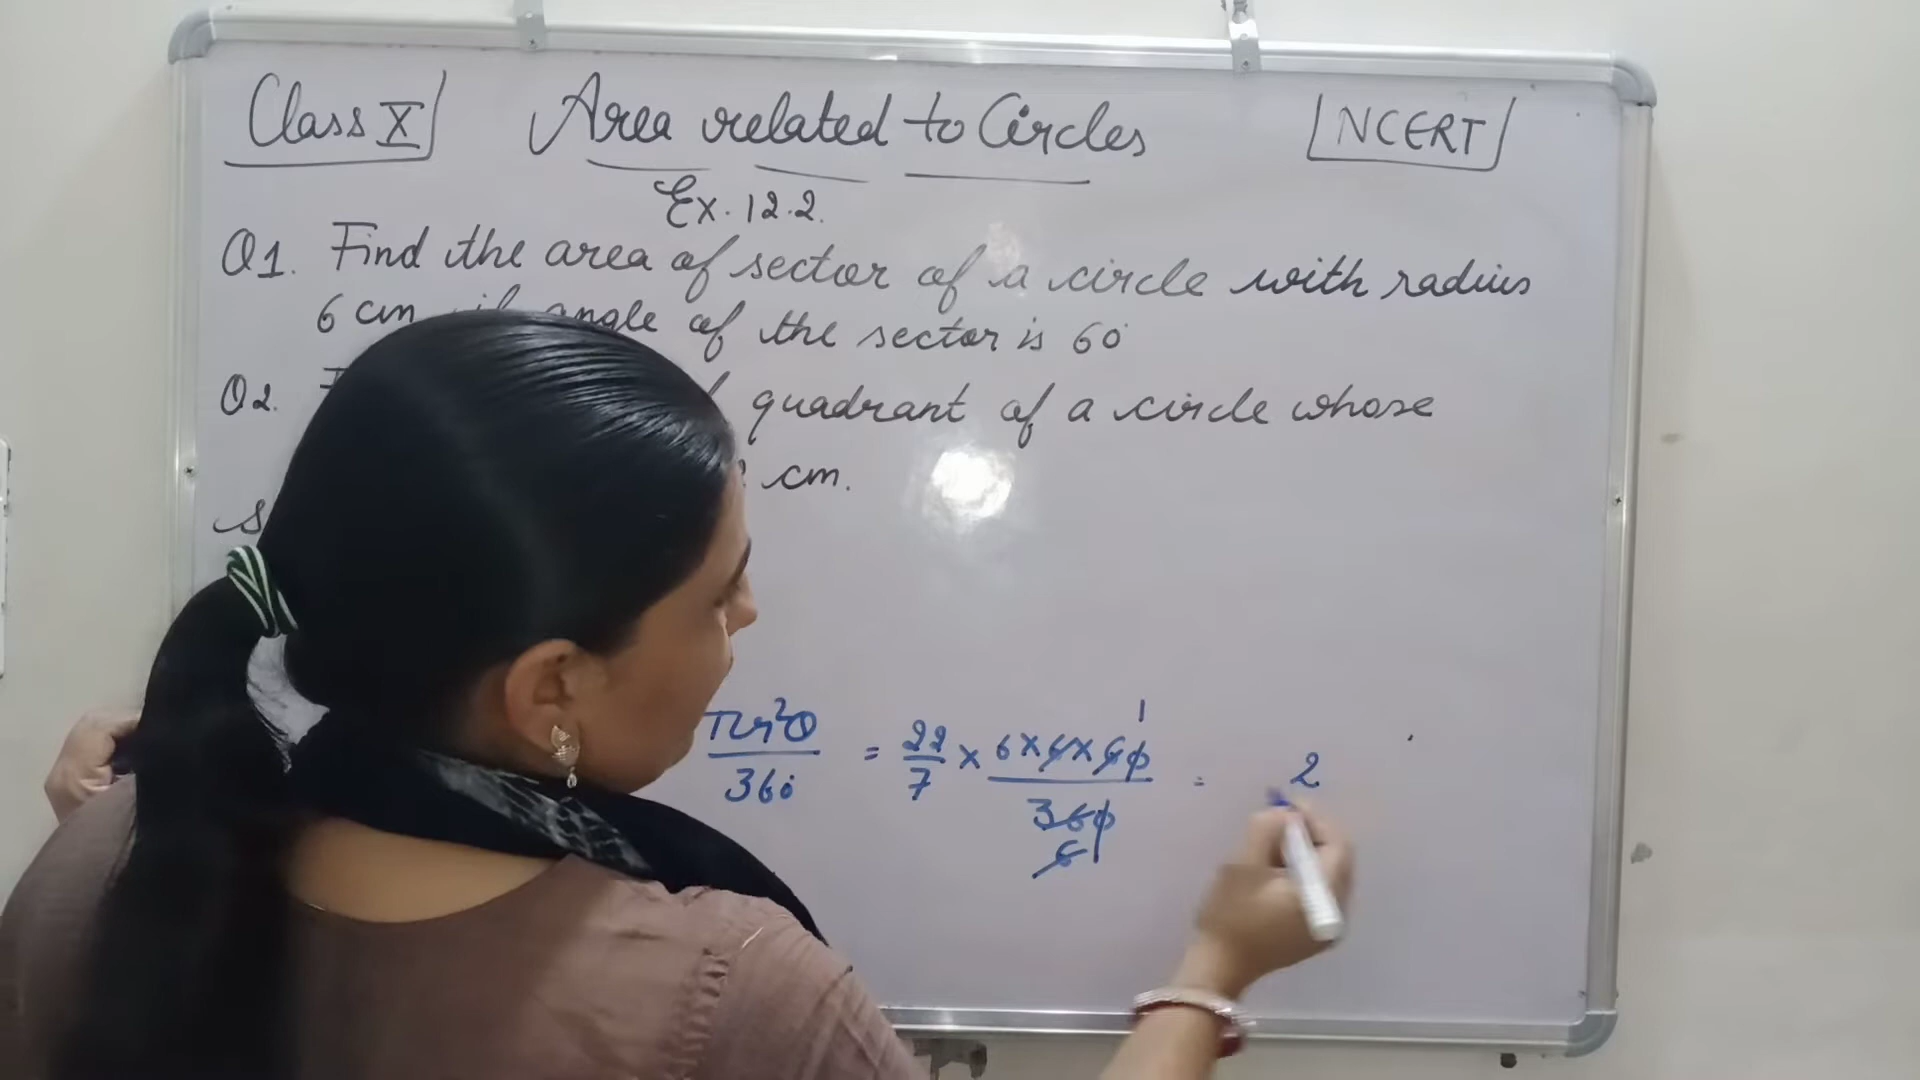 Class X Area related to Circles NCERT
Ex. 12.2.
Q1. Find the area of sector of a circle with radius
6 cm angle of the sector is 60°
Q2. quadrant of a circle whose
cm.
πr²θ/360° = 22/7 × 6×6×60/360 = 2
1
6